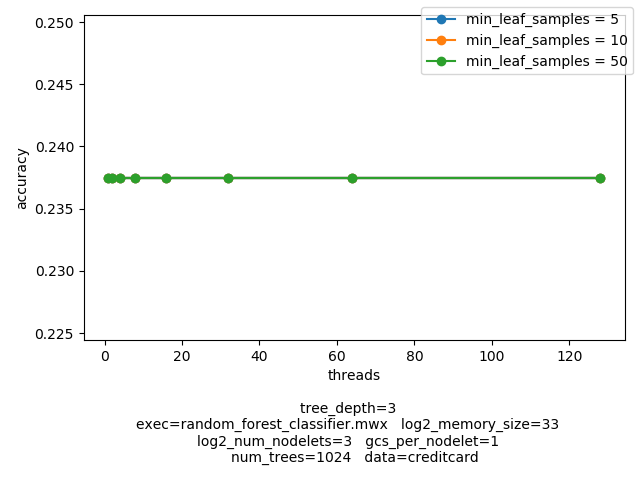 min_leaf_samples = 5
min_leaf_samples = 10
min_leaf_samples = 50
accuracy
0.250
0.245
0.240
0.235
0.230
0.225
0 20 40 60 80 100 120
threads
tree_depth=3
exec=random_forest_classifier.mwx log2_memory_size=33
log2_num_nodelets=3 gcs_per_nodelet=1
num_trees=1024 data=creditcard